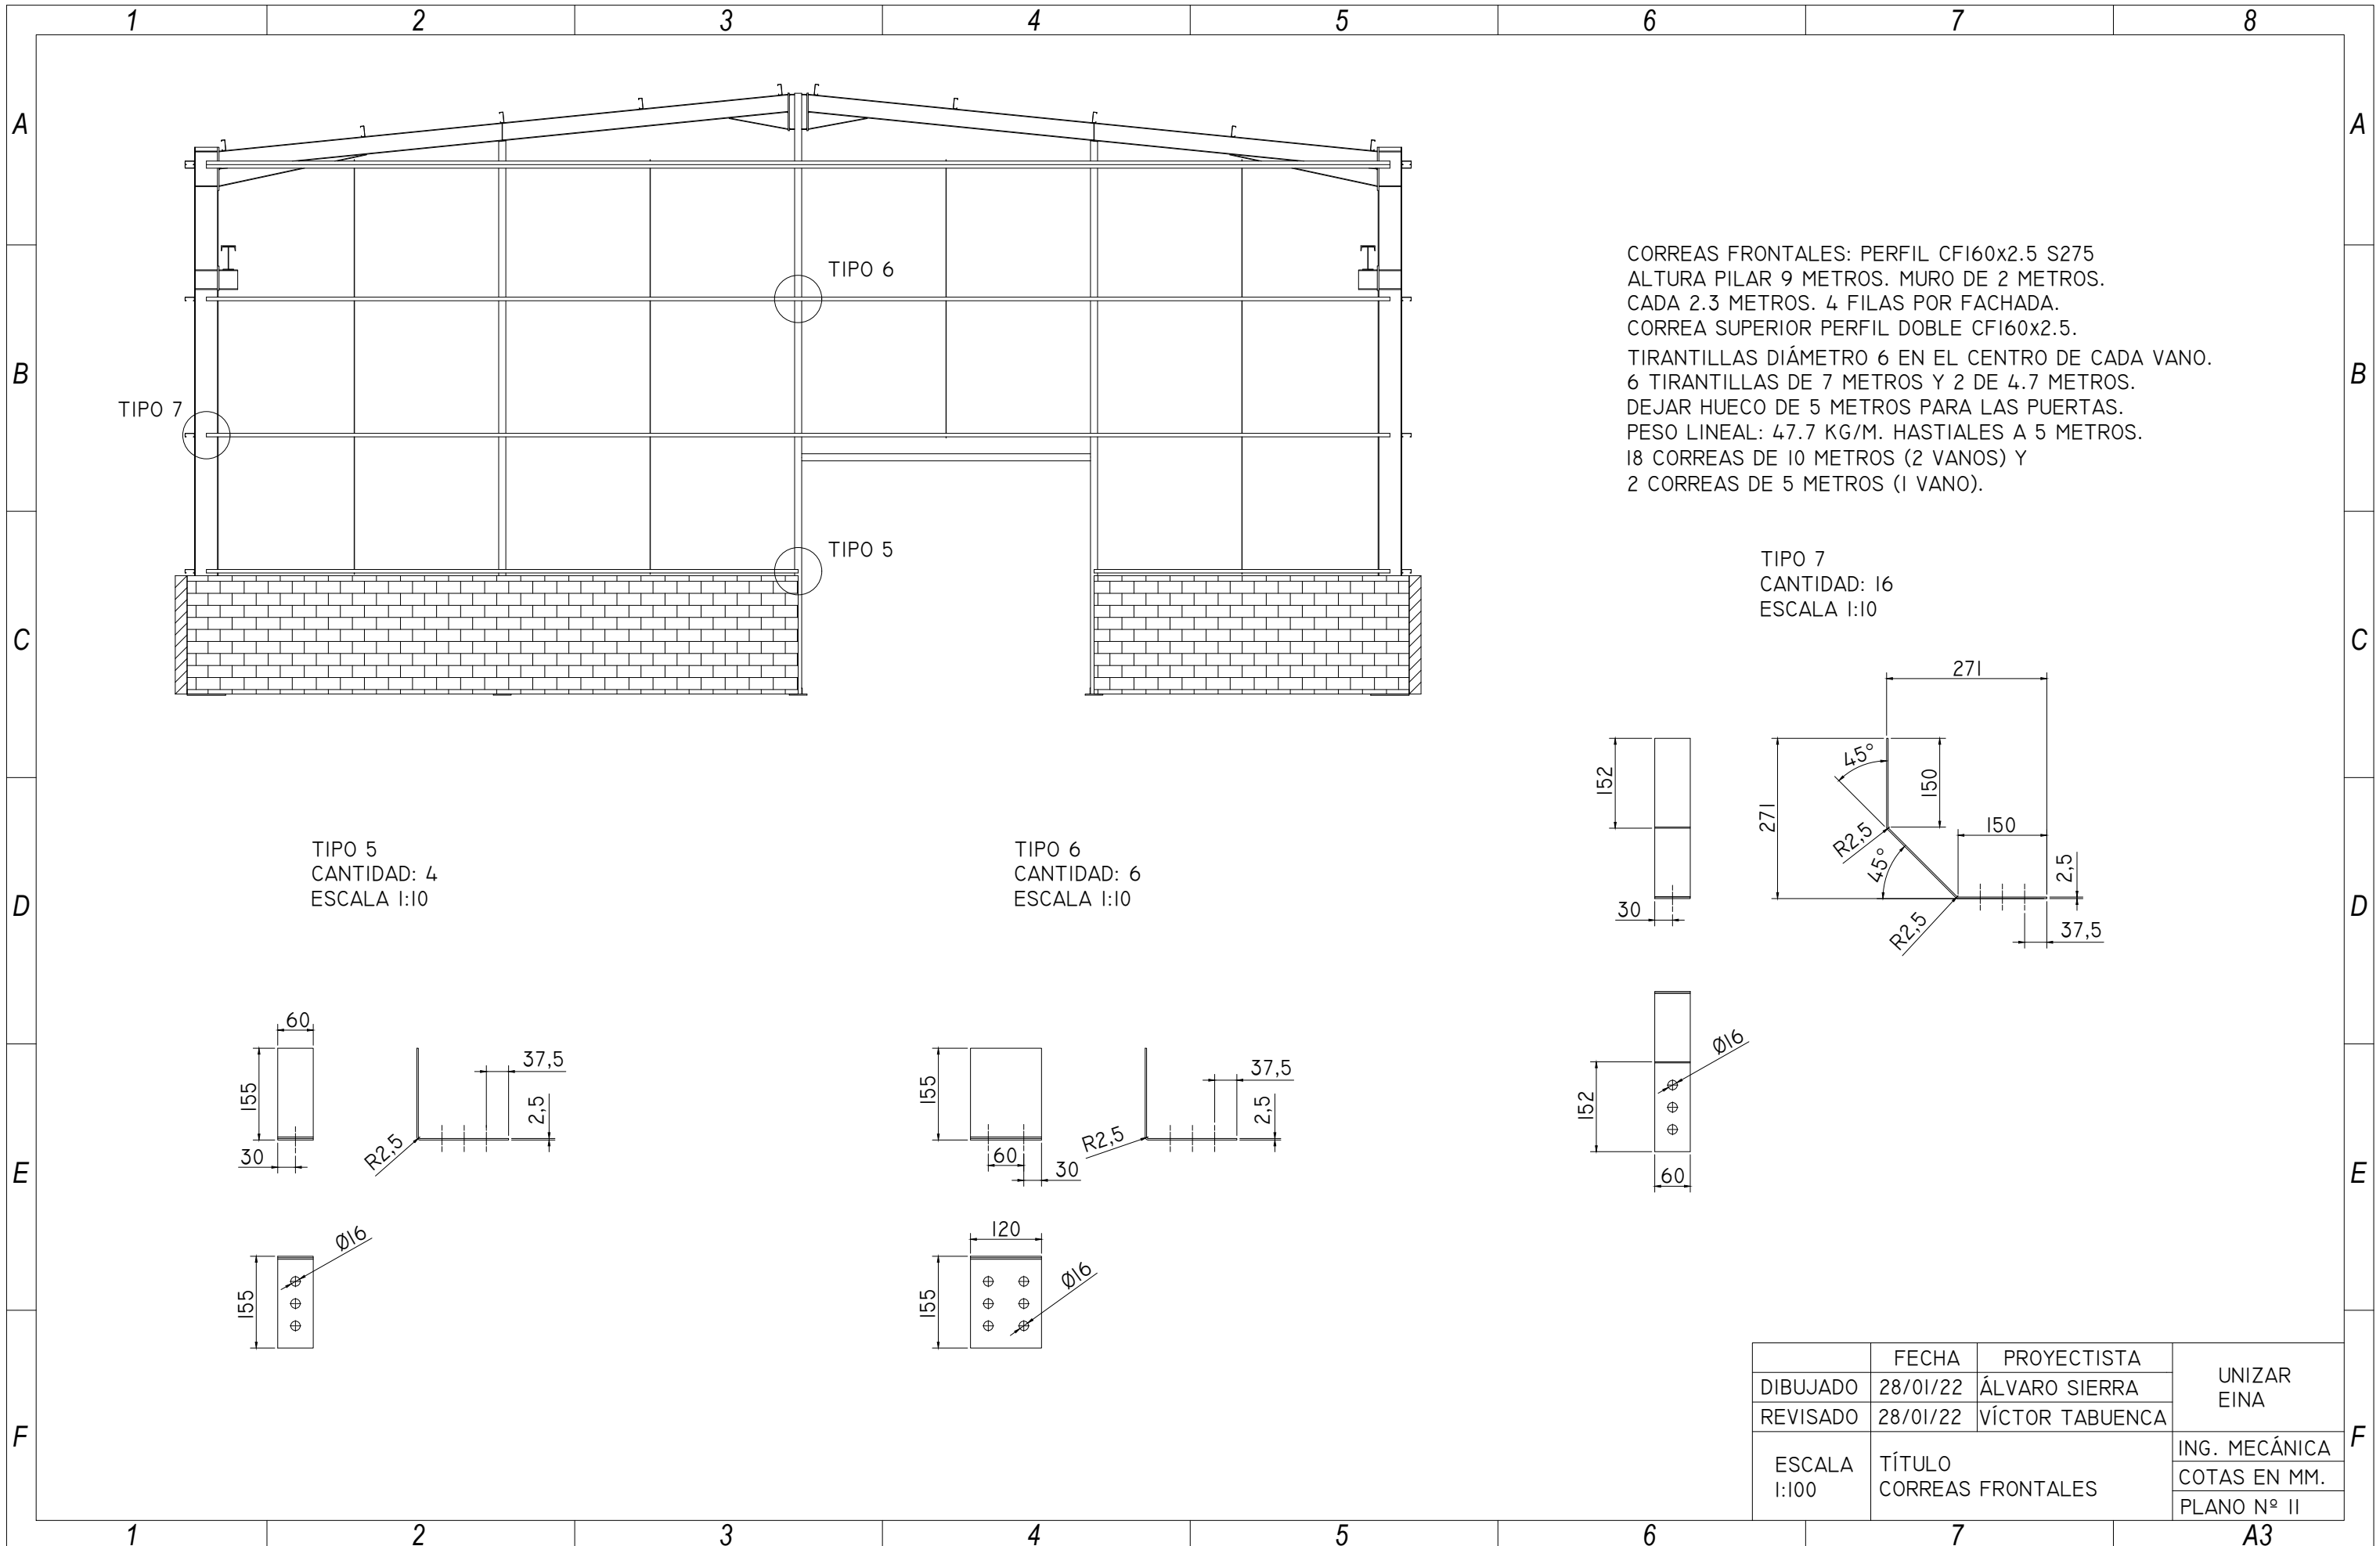 1 2 3 4 5 6 7 8
A A
TIPO 6
CORREAS FRONTALES: PERFIL CF160x2.5 S275
ALTURA PILAR 9 METROS. MURO DE 2 METROS.
CADA 2.3 METROS. 4 FILAS POR FACHADA.
CORREA SUPERIOR PERFIL DOBLE CF160x2.5.
TIRANTILLAS DIÁMETRO 6 EN EL CENTRO DE CADA VANO.
6 TIRANTILLAS DE 7 METROS Y 2 DE 4.7 METROS.
DEJAR HUECO DE 5 METROS PARA LAS PUERTAS.
PESO LINEAL: 47.7 KG/M. HASTIALES A 5 METROS.
18 CORREAS DE 10 METROS (2 VANOS) Y
2 CORREAS DE 5 METROS (1 VANO).
B B
TIPO 7
TIPO 5
C C
TIPO 7
CANTIDAD: 16
ESCALA 1:10
271
152
271
45°
150
R2,5
45°
150
2,5
30
R2,5
37,5
Ø16
152
60
D D
TIPO 5
CANTIDAD: 4
ESCALA 1:10
60
155
30
R2,5
37,5
2,5
Ø16
155
TIPO 6
CANTIDAD: 6
ESCALA 1:10
155
60
30
R2,5
37,5
2,5
120
Ø16
155
E E
F F
FECHA PROYECTISTA
DIBUJADO 28/01/22 ÁLVARO SIERRA
REVISADO 28/01/22 VÍCTOR TABUENCA
UNIZAR
EINA
ESCALA
1:100
TÍTULO
CORREAS FRONTALES
ING. MECÁNICA
COTAS EN MM.
PLANO Nº 11
1 2 3 4 5 6 7 A3